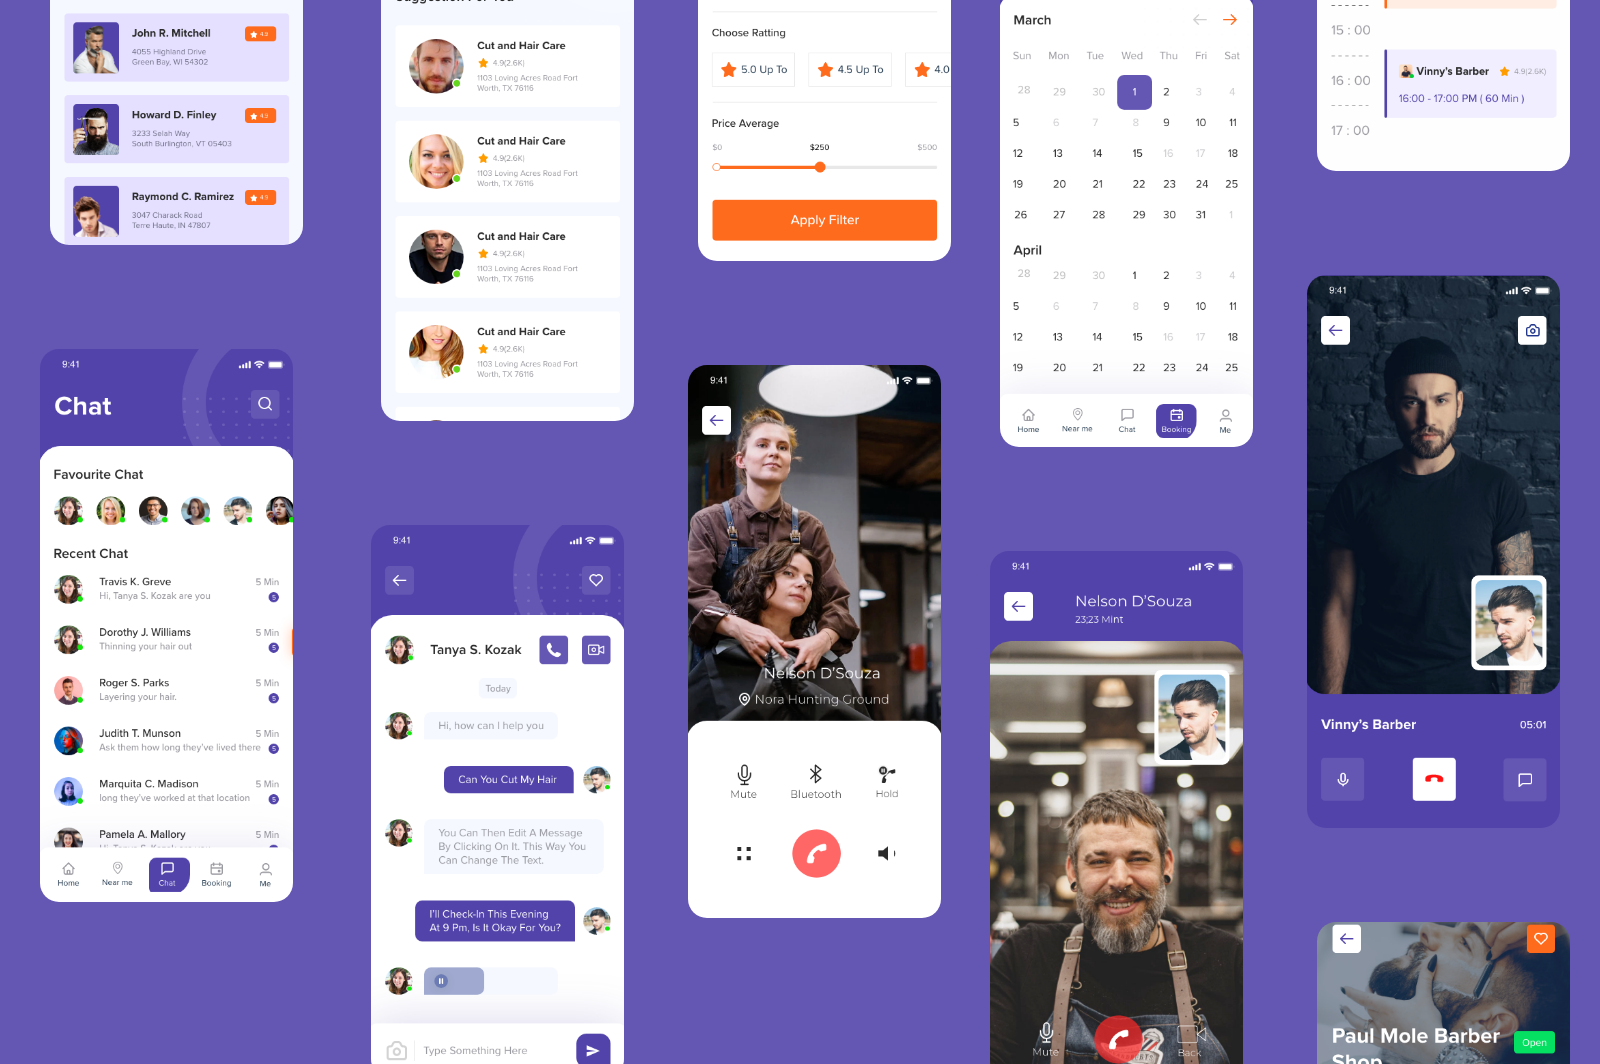 John R. Mitchell
4.9
4055 Highland Drive
Green Bay, WI 54302
Howard D. Finley
4.9
3233 Selah Way
South Burlington, VT 05403
Raymond C. Ramirez
4.9
3047 Charack Road
Terre Haute, IN 47807
9:41
Chat
Favourite Chat
Recent Chat
Travis K. Greve
5 Min
Hi, Tanya S. Kozak are you
5
Dorothy J. Williams
5 Min
Thinning your hair out
5
Roger S. Parks
5 Min
Layering your hair.
5
Judith T. Munson
5 Min
Ask them how long they've lived there
5
Marquita C. Madison
5 Min
long they've worked at that location
5
Pamela A. Mallory
5 Min
Hi, Tanya S. Kozak are you
Home
Near me
Chat
Booking
Me
Suggestion For You
Cut and Hair Care
4.9(2.6K)
1103 Loving Acres Road Fort
Worth, TX 76116
Cut and Hair Care
4.9(2.6K)
1103 Loving Acres Road Fort
Worth, TX 76116
Cut and Hair Care
4.9(2.6K)
1103 Loving Acres Road Fort
Worth, TX 76116
Cut and Hair Care
4.9(2.6K)
1103 Loving Acres Road Fort
Worth, TX 76116
9:41
Tanya S. Kozak
Today
Hi, how can I help you
Can You Cut My Hair
You Can Then Edit A Message
By Clicking On It. This Way You
Can Change The Text.
I'll Check-In This Evening
At 9 Pm, Is It Okay For You?
Type Something Here
Choose Ratting
5.0 Up To
4.5 Up To
4.0
Price Average
$0
$250
$500
Apply Filter
9:41
Nelson D'Souza
Nora Hunting Ground
Mute
Bluetooth
Hold
March
Sun Mon Tue Wed Thu Fri Sat
28 29 30 1 2 3 4
5 6 7 8 9 10 11
12 13 14 15 16 17 18
19 20 21 22 23 24 25
26 27 28 29 30 31 1
April
28 29 30 1 2 3 4
5 6 7 8 9 10 11
12 13 14 15 16 17 18
19 20 21 22 23 24 25
Home
Near me
Chat
Booking
Me
9:41
Nelson D'Souza
23;23 Mint
Mute
Back
15 : 00
16 : 00
17 : 00
Vinny's Barber
4.9(2.6K)
16:00 - 17:00 PM ( 60 Min )
9:41
Vinny's Barber
05:01
Paul Mole Barber
Shop
Open